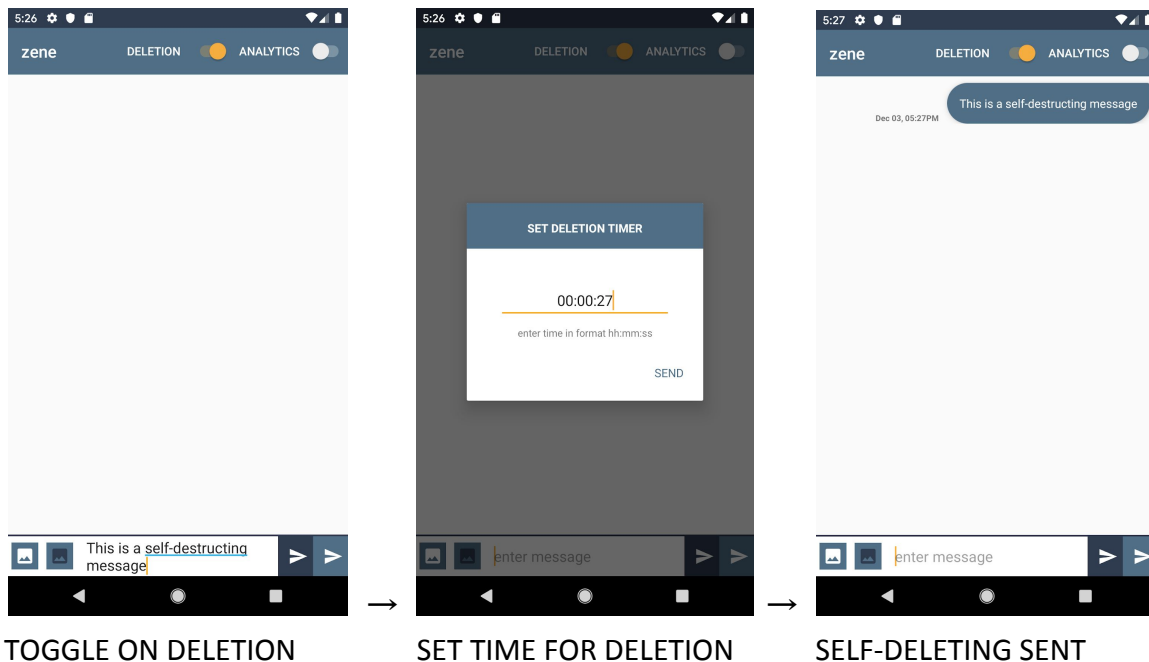 5:26
zene DELETION ANALYTICS
This is a self-destructing
message
TOGGLE ON DELETION
→
5:26
zene DELETION ANALYTICS
SET DELETION TIMER
00:00:27
enter time in format hh:mm:ss
SEND
enter message
SET TIME FOR DELETION
→
5:27
zene DELETION ANALYTICS
This is a self-destructing message
Dec 03, 05:27PM
enter message
SELF-DELETING SENT